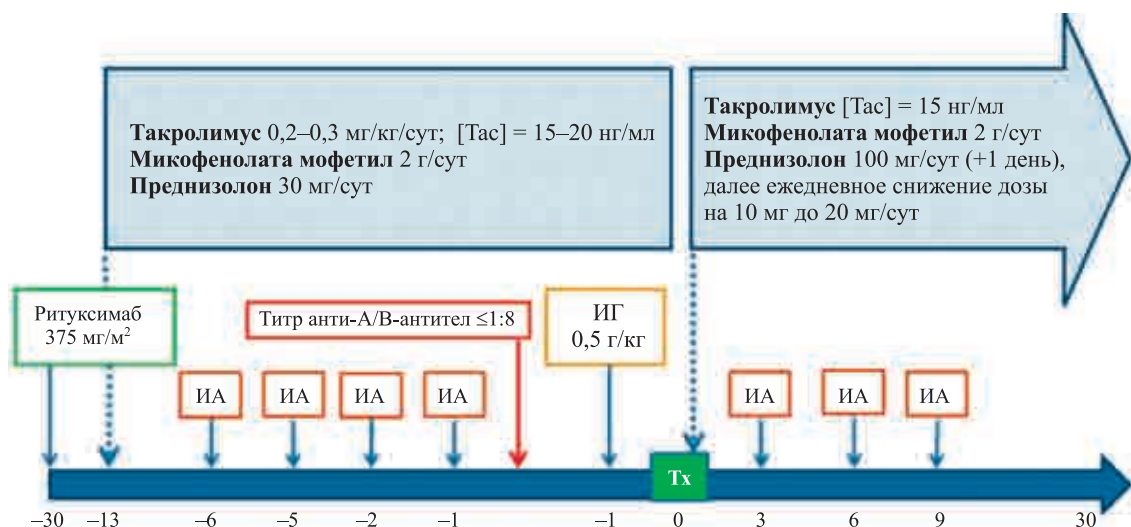 Такролимус 0,2–0,3 мг/кг/сут; [Tac] = 15–20 нг/мл
Микофенолата мофетил 2 г/сут
Преднизолон 30 мг/сут
Такролимус [Tac] = 15 нг/мл
Микофенолата мофетил 2 г/сут
Преднизолон 100 мг/сут (+1 день),
далее ежедневное снижение дозы
на 10 мг до 20 мг/сут
Ритуксимаб
375 мг/м²
Титр анти-А/В-антител ≤1:8
ИГ
0,5 г/кг
ИА
ИА
ИА
ИА
ИА
ИА
ИА
Tx
–30 –13 –6 –5 –2 –1 –1 0 3 6 9 30